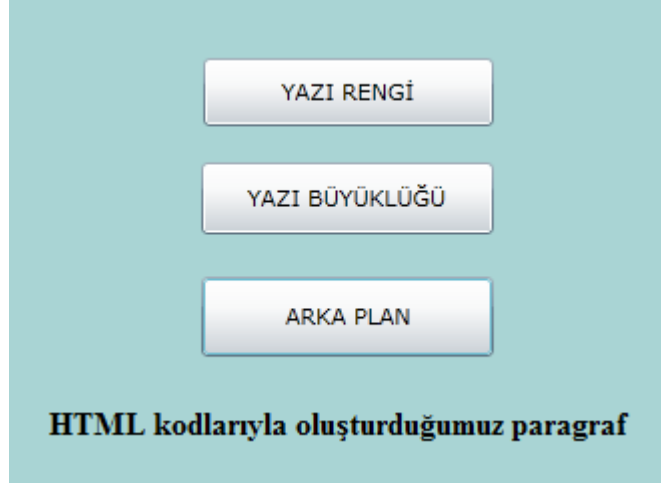 YAZI RENGİ
YAZI BÜYÜKLÜĞÜ
ARKA PLAN
HTML kodlarıyla oluşturduğumuz paragraf